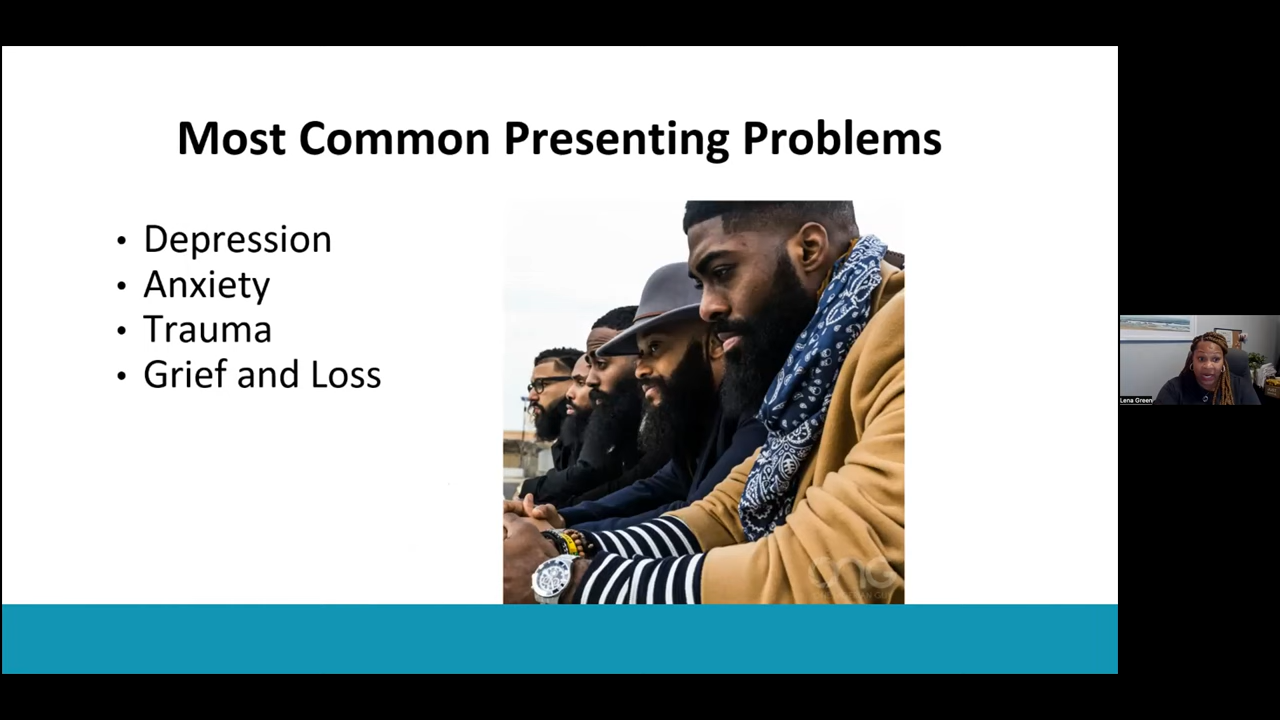 Most Common Presenting Problems
• Depression
• Anxiety
• Trauma
• Grief and Loss
Lena Green